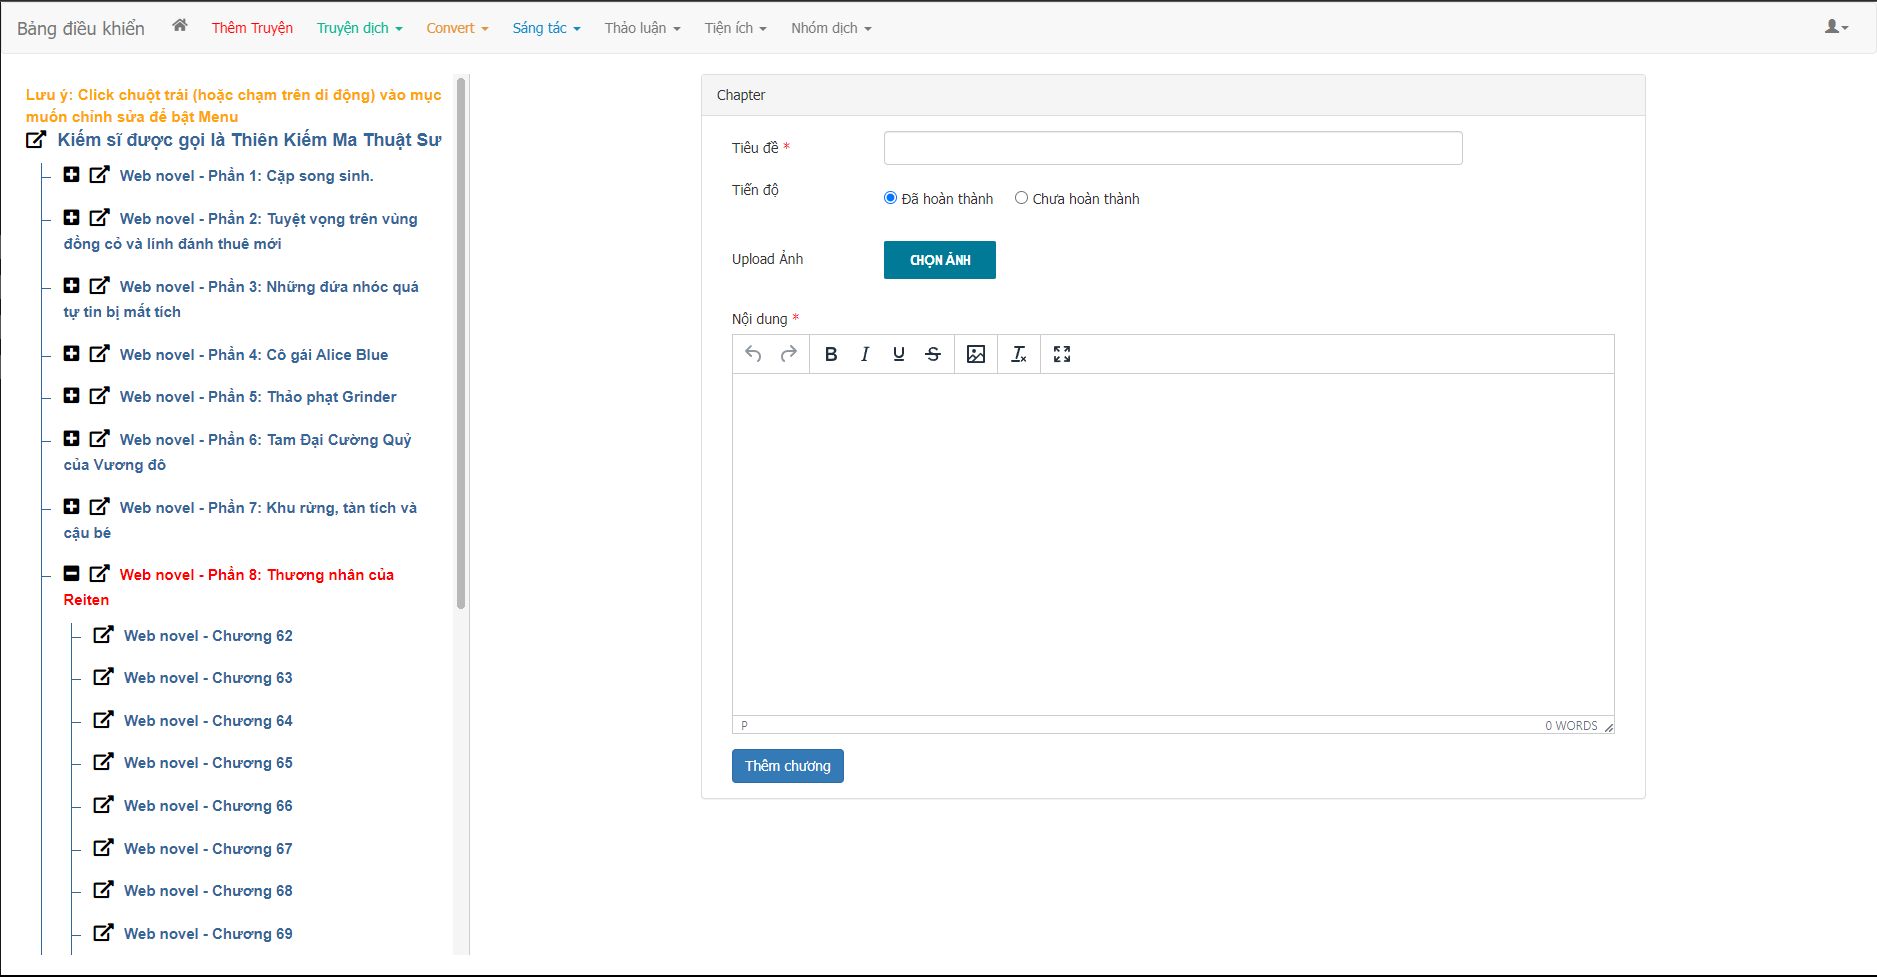 Bảng điều khiển
Thêm Truyện
Truyện dịch
Convert
Sáng tác
Thảo luận
Tiện ích
Nhóm dịch
Lưu ý: Click chuột trái (hoặc chạm trên di động) vào mục
muốn chỉnh sửa để bật Menu
Kiếm sĩ được gọi là Thiên Kiếm Ma Thuật Sư
Web novel - Phần 1: Cặp song sinh.
Web novel - Phần 2: Tuyệt vọng trên vùng
đồng cỏ và lính đánh thuê mới
Web novel - Phần 3: Những đứa nhóc quá
tự tin bị mất tích
Web novel - Phần 4: Cô gái Alice Blue
Web novel - Phần 5: Thảo phạt Grinder
Web novel - Phần 6: Tam Đại Cường Quỷ
của Vương đô
Web novel - Phần 7: Khu rừng, tàn tích và
cậu bé
Web novel - Phần 8: Thương nhân của
Reiten
Web novel - Chương 62
Web novel - Chương 63
Web novel - Chương 64
Web novel - Chương 65
Web novel - Chương 66
Web novel - Chương 67
Web novel - Chương 68
Web novel - Chương 69
Chapter
Tiêu đề *
Tiến độ
Đã hoàn thành
Chưa hoàn thành
Upload Ảnh
CHỌN ẢNH
Nội dung *
P
0 WORDS
Thêm chương